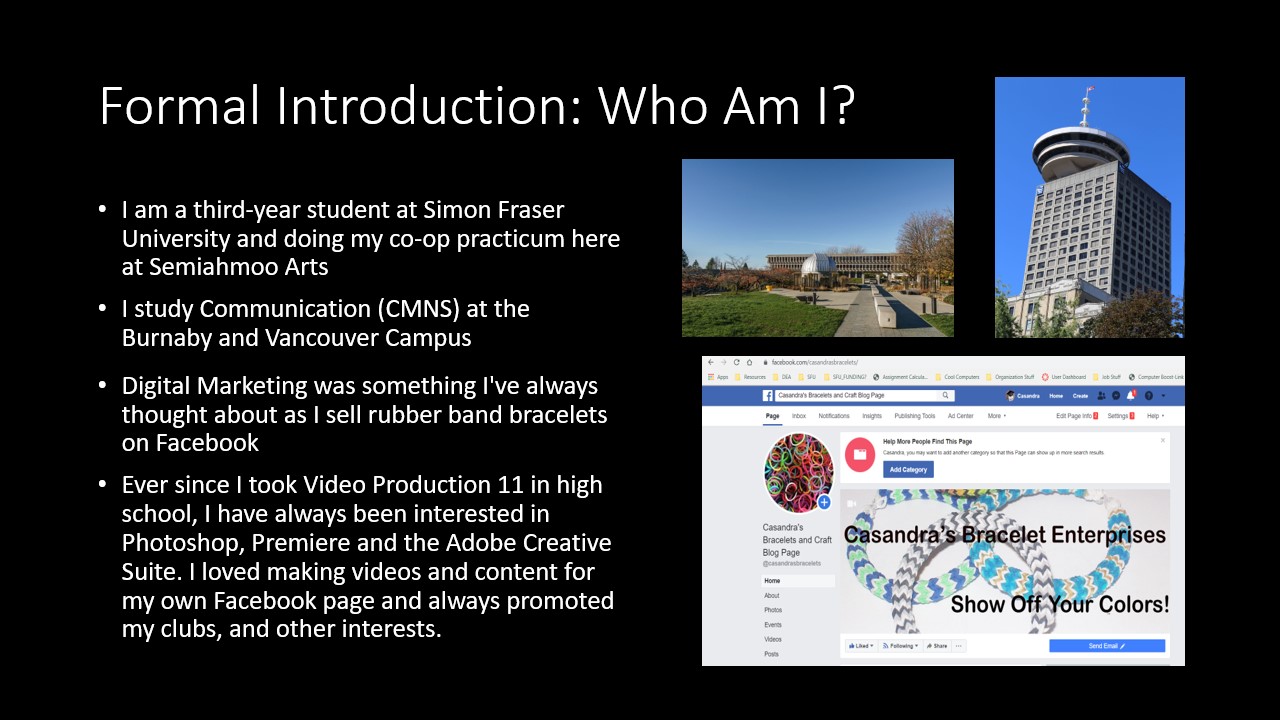 Formal Introduction: Who Am I?
• I am a third-year student at Simon Fraser
University and doing my co-op practicum here
at Semiahmoo Arts
• I study Communication (CMNS) at the
Burnaby and Vancouver Campus
• Digital Marketing was something I've always
thought about as I sell rubber band bracelets
on Facebook
• Ever since I took Video Production 11 in high
school, I have always been interested in
Photoshop, Premiere and the Adobe Creative
Suite. I loved making videos and content for
my own Facebook page and always promoted
my clubs, and other interests.
facebook.com/casandrasbracelets/
Apps Resources DEA SFU SFU_FUNDING! Assignment Calcula... Cool Computers Organization Stuff User Dashboard Job Stuff Computer Boost-Link
Casandra's Bracelets and Craft Blog Page Casandra Home Create
Page Inbox Notifications Insights Publishing Tools Ad Center More Edit Page Info 2 Settings Help
Help More People Find This Page
Casandra, you may want to add another category so that this Page can show up in more search results.
Add Category
Casandra's
Bracelets and Craft
Blog Page
@casandrasbracelets
Home
About
Photos
Events
Videos
Posts
Casandra's Bracelet Enterprises
Show Off Your Colors!
Liked Following Share ...
Send Email